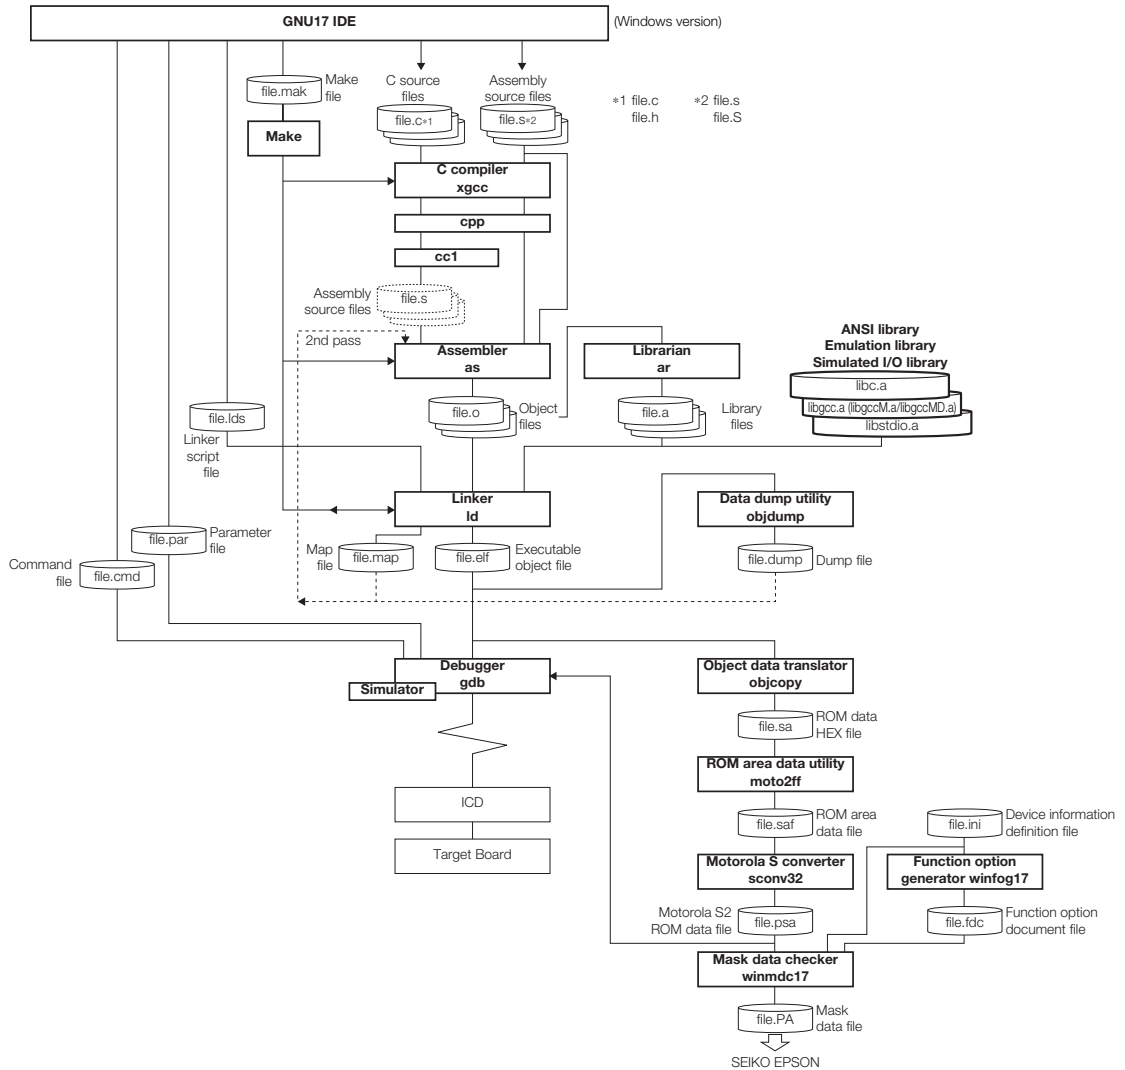 GNU17 IDE
(Windows version)
file.mak
Make
file
C source
files
Assembly
source files
file.c*1
file.s*2
*1 file.c
file.h
*2 file.s
file.S
Make
C compiler
xgcc
cpp
cc1
Assembly
source files
file.s
2nd pass
Assembler
as
Librarian
ar
ANSI library
Emulation library
Simulated I/O library
libc.a
libgcc.a (libgccM.a/libgccMD.a)
libstdio.a
file.lds
Linker
script
file
file.o
Object
files
file.a
Library
files
Linker
ld
Data dump utility
objdump
file.par
Parameter
file
Command
file
file.cmd
Map
file
file.map
file.elf
Executable
object file
file.dump
Dump file
Debugger
gdb
Simulator
Object data translator
objcopy
file.sa
ROM data
HEX file
ROM area data utility
moto2ff
ICD
Target Board
file.saf
ROM area
data file
file.ini
Device information
definition file
Motorola S converter
sconv32
Function option
generator winfog17
Motorola S2
ROM data file
file.psa
file.fdc
Function option
document file
Mask data checker
winmdc17
file.PA
Mask
data file
SEIKO EPSON